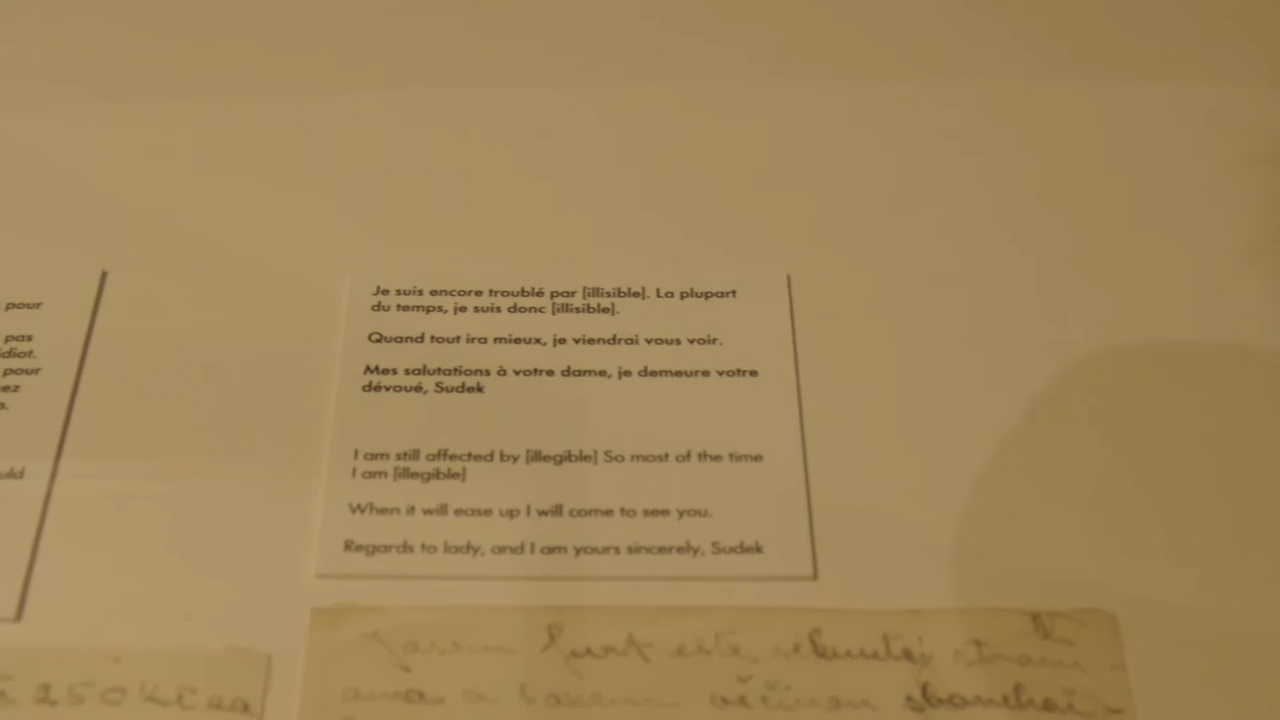 pour
pas
idiot.
pour
ez
Je suis encore troublé par [illisible]. La plupart
du temps, je suis donc [illisible].
Quand tout ira mieux, je viendrai vous voir.
Mes salutations à votre dame, je demeure votre
dévoué, Sudek
I am still affected by [illegible] So most of the time
I am [illegible]
When it will ease up I will come to see you.
Regards to lady, and I am yours sincerely, Sudek
250 Kč